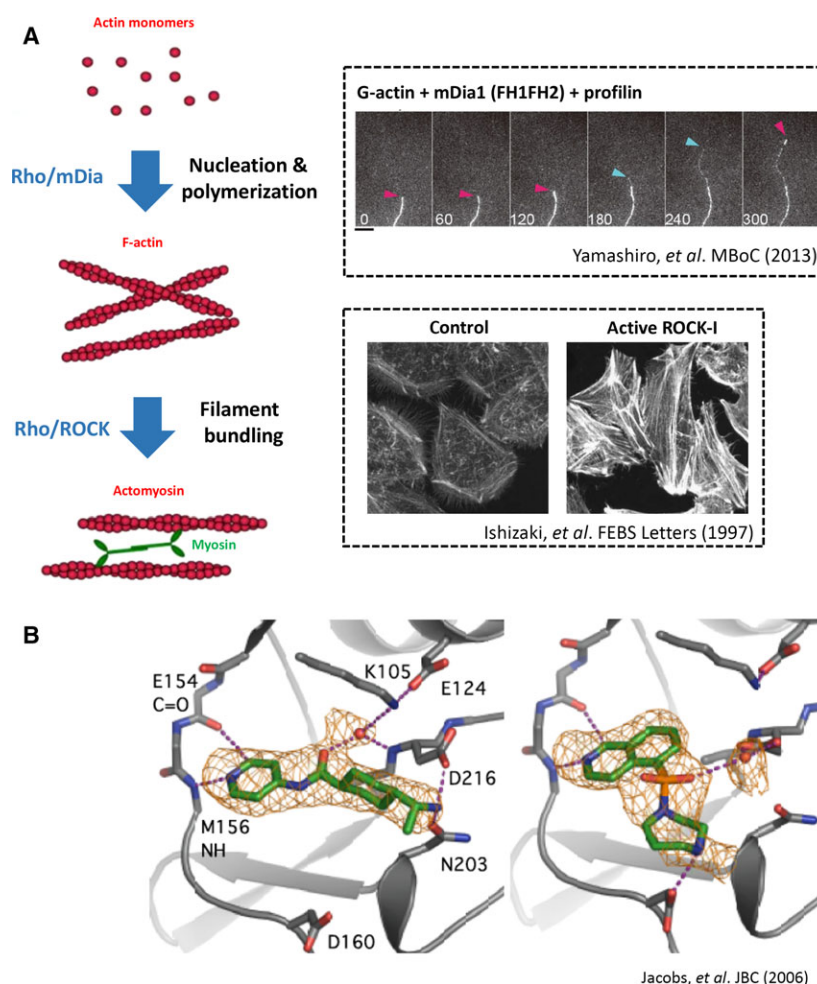 A
Actin monomers
Rho/mDia
Nucleation &
polymerization
F-actin
Rho/ROCK
Filament
bundling
Actomyosin
Myosin
G-actin + mDia1 (FH1FH2) + profilin
0
60
120
180
240
300
Yamashiro, et al. MBoC (2013)
Control
Active ROCK-I
Ishizaki, et al. FEBS Letters (1997)
B
E154
C=O
K105
E124
D216
M156
NH
N203
D160
Jacobs, et al. JBC (2006)